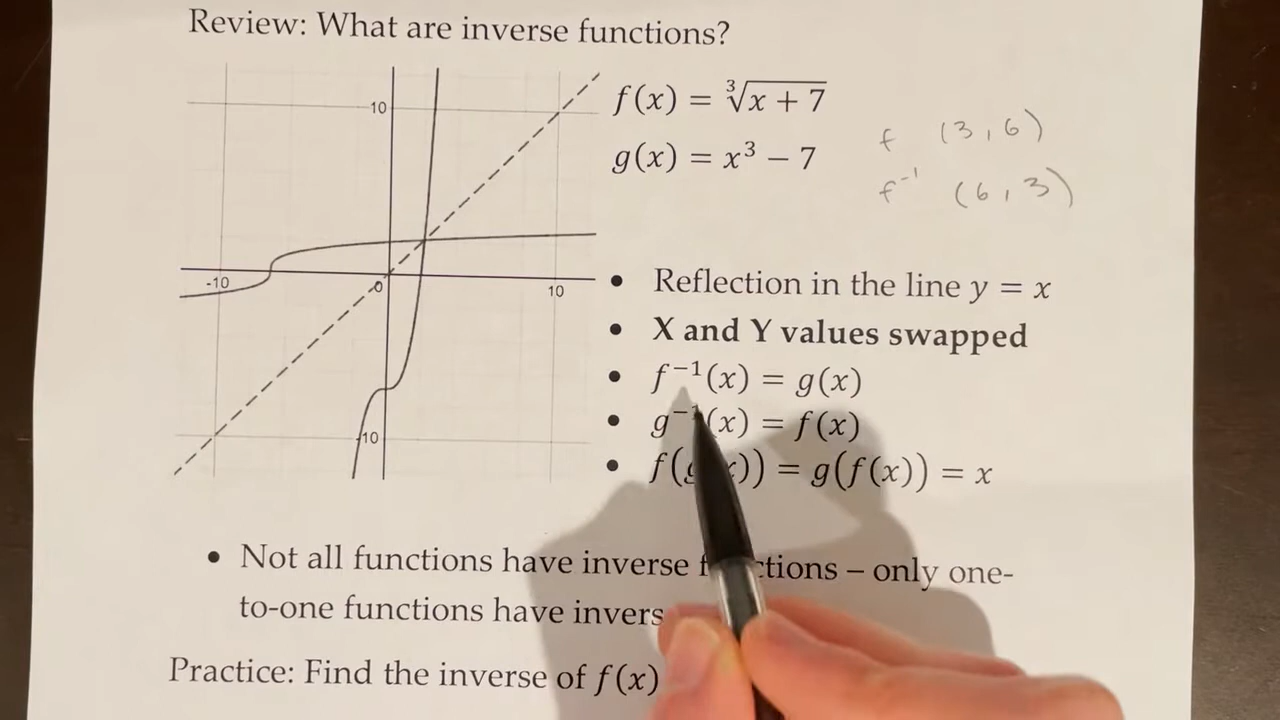 Review: What are inverse functions?
10
-10
0
10
-10
f(x) = ∛x + 7
g(x) = x³ − 7
f (3, 6)
f⁻¹ (6, 3)
• Reflection in the line y = x
• X and Y values swapped
• f⁻¹(x) = g(x)
• g⁻¹(x) = f(x)
• f(g(x)) = g(f(x)) = x
• Not all functions have inverse functions – only one-
to-one functions have
Practice: Find the inverse of f(x)